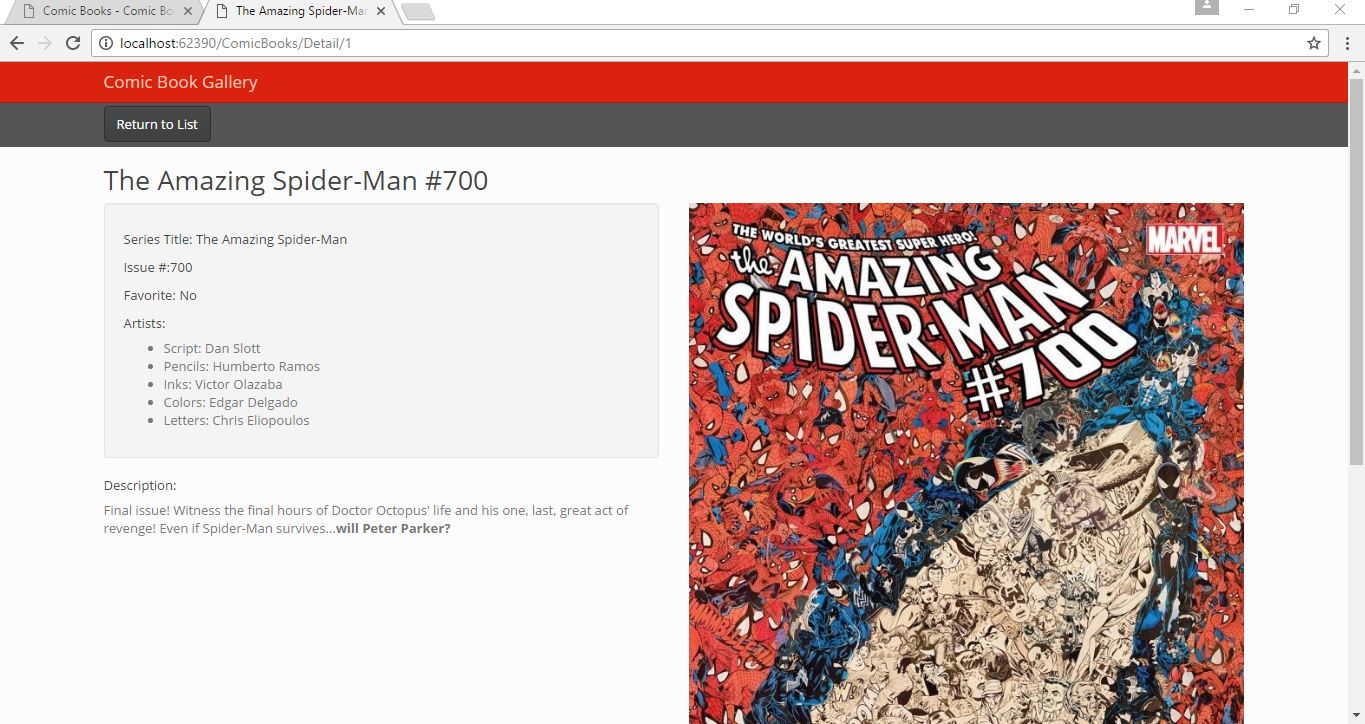 Comic Books - Comic Bo
The Amazing Spider-Mar
localhost:62390/ComicBooks/Detail/1
Comic Book Gallery
Return to List
The Amazing Spider-Man #700
Series Title: The Amazing Spider-Man
Issue #:700
Favorite: No
Artists:
Script: Dan Slott
Pencils: Humberto Ramos
Inks: Victor Olazaba
Colors: Edgar Delgado
Letters: Chris Eliopoulos
Description:
Final issue! Witness the final hours of Doctor Octopus' life and his one, last, great act of
revenge! Even if Spider-Man survives...will Peter Parker?
THE WORLD'S GREATEST SUPER HERO!
MARVEL
the AMAZING
SPIDER-MAN
#700